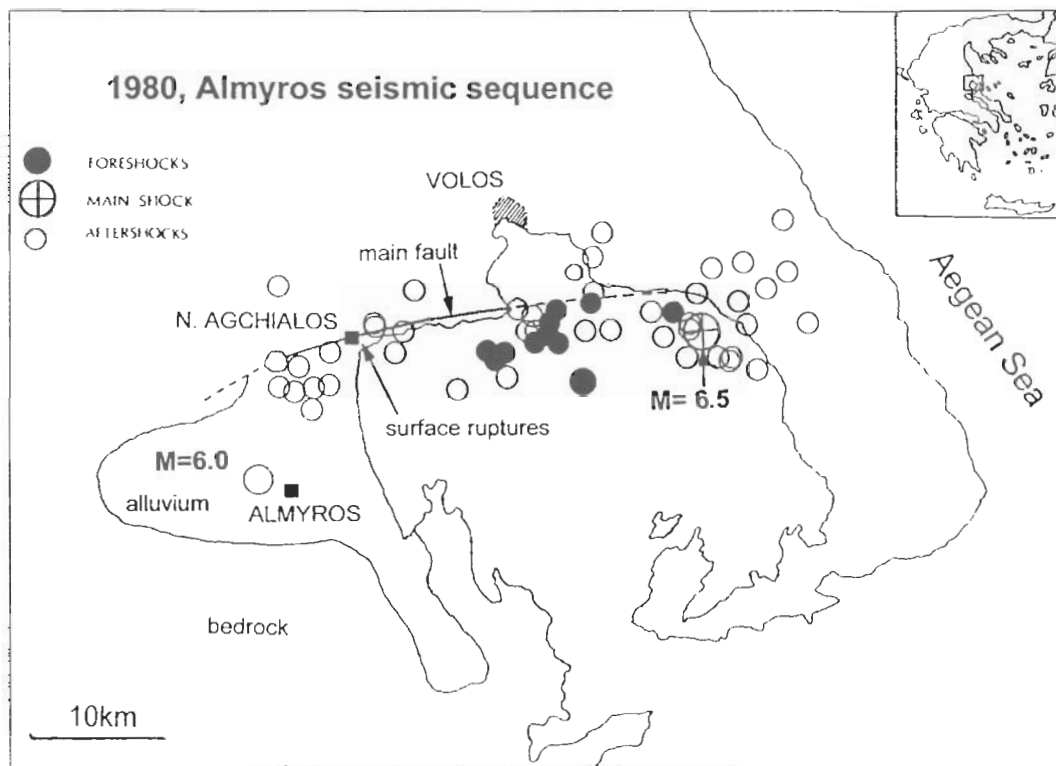 1980, Almyros seismic sequence
FORESHOCKS
MAIN SHOCK
AFTERSHOCKS
VOLOS
main fault
N. AGCHIALOS
surface ruptures
M= 6.5
M=6.0
alluvium
ALMYROS
bedrock
10km
Aegean Sea